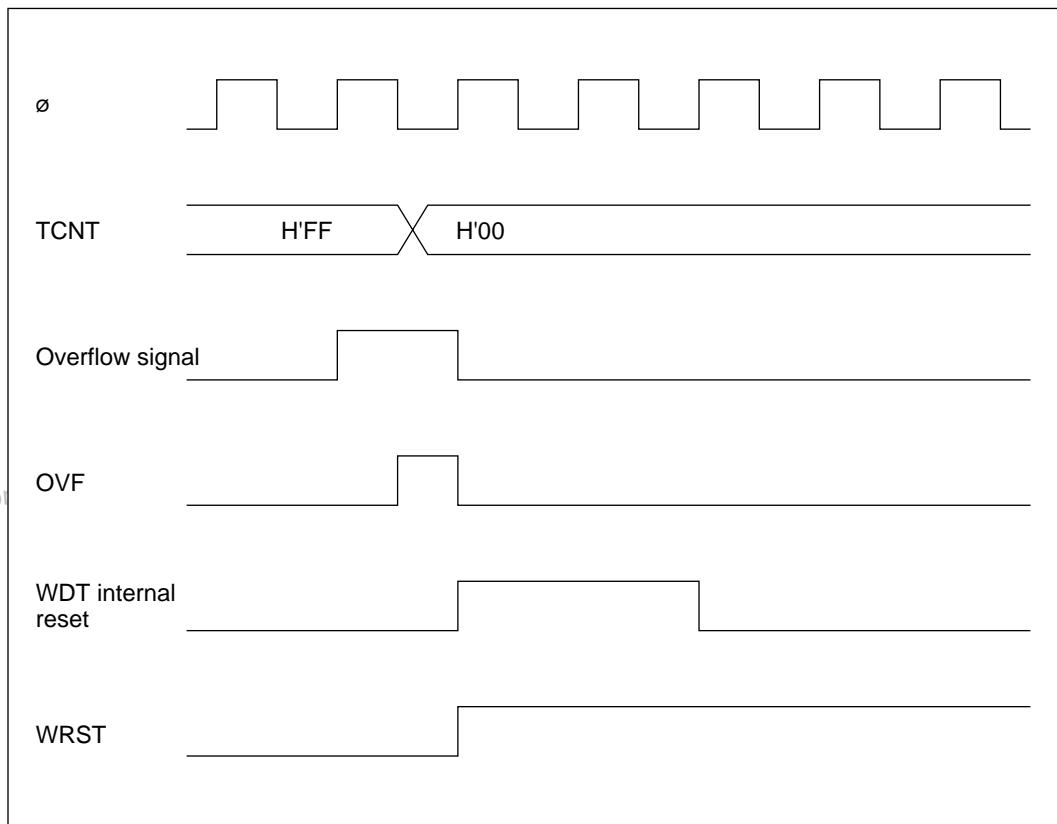 ø
TCNT
H'FF
H'00
Overflow signal
OVF
WDT internal
reset
WRST